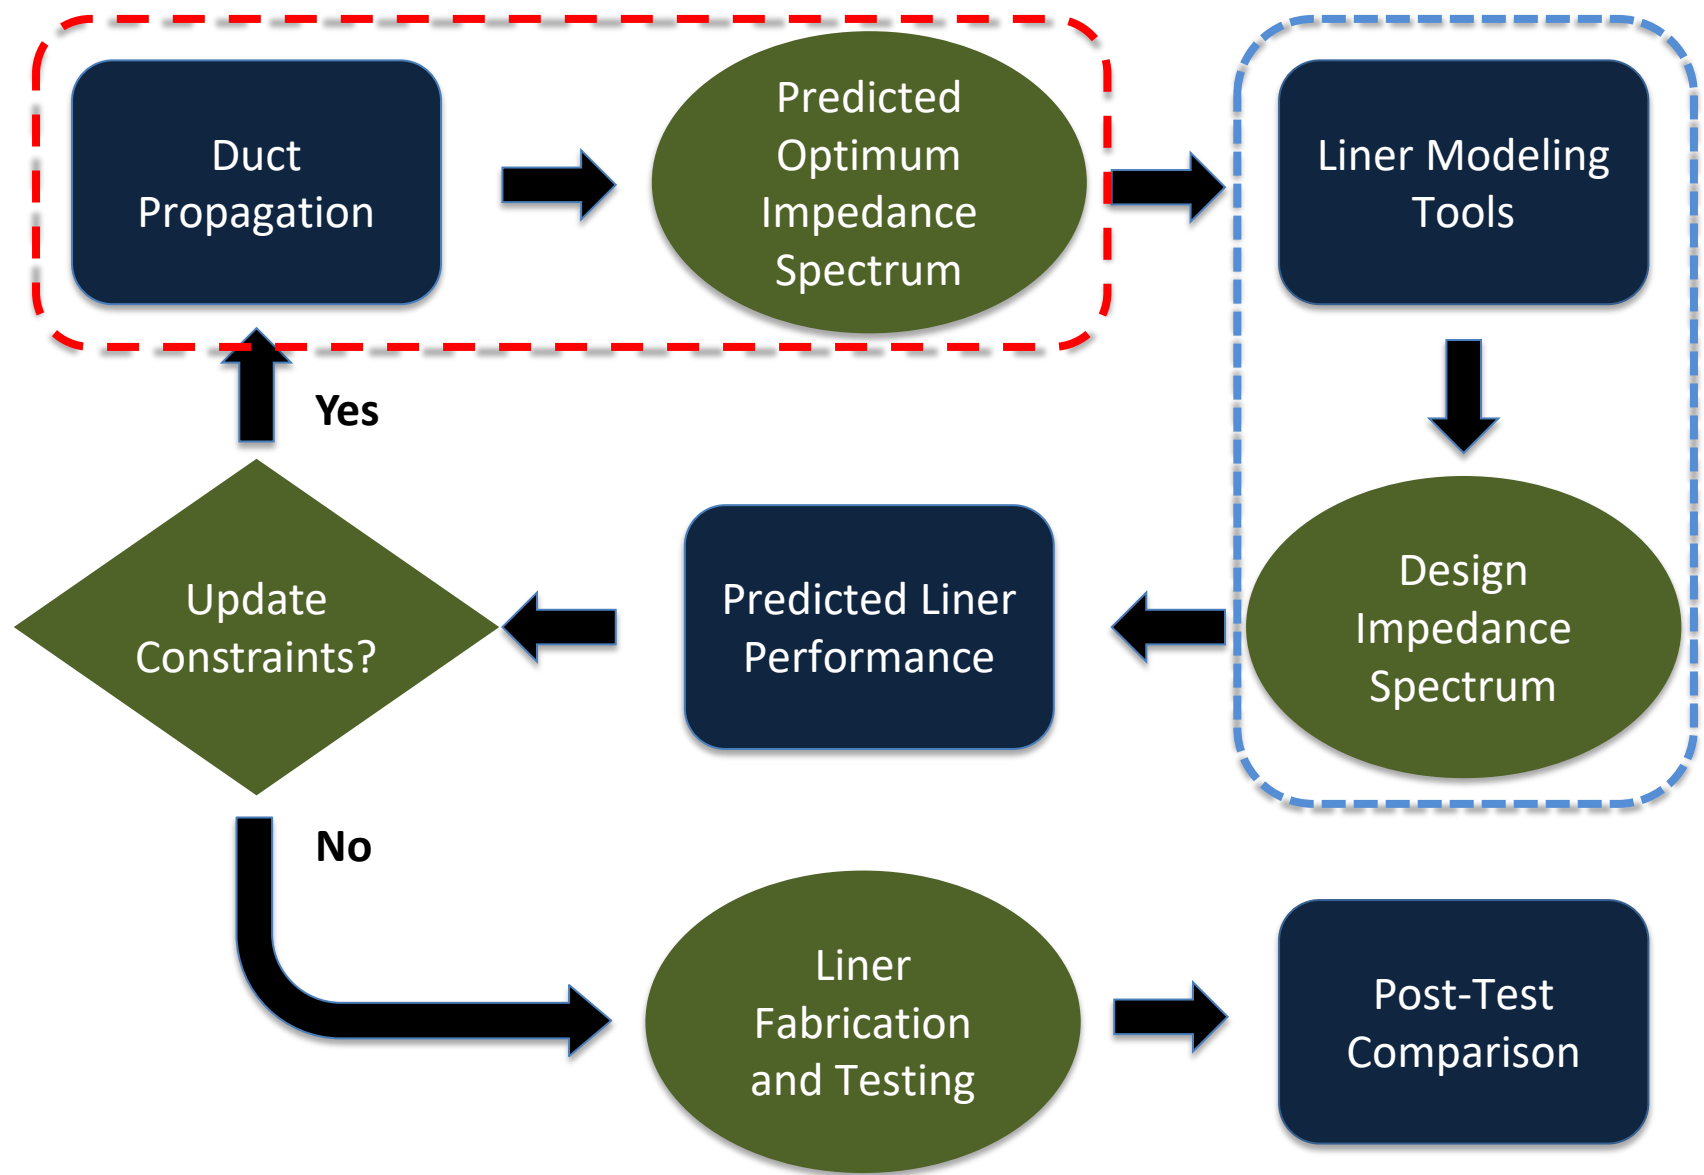 Duct
Propagation
Predicted
Optimum
Impedance
Spectrum
Liner Modeling
Tools
Yes
Update
Constraints?
Predicted Liner
Performance
Design
Impedance
Spectrum
No
Liner
Fabrication
and Testing
Post-Test
Comparison